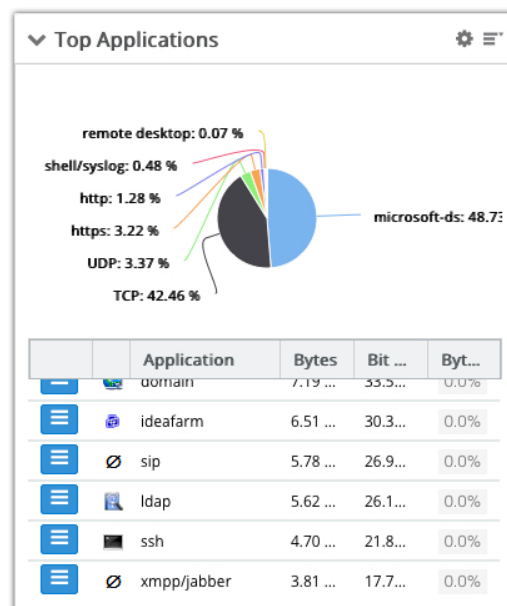 Top Applications
remote desktop: 0.07 %
shell/syslog: 0.48 %
http: 1.28 %
https: 3.22 %
UDP: 3.37 %
TCP: 42.46 %
microsoft-ds: 48.73
Application Bytes Bit ... Byt...
domain 7.19 ... 33.5... 0.0%
ideafarm 6.51 ... 30.3... 0.0%
sip 5.78 ... 26.9... 0.0%
ldap 5.62 ... 26.1... 0.0%
ssh 4.70 ... 21.8... 0.0%
xmpp/jabber 3.81 ... 17.7... 0.0%